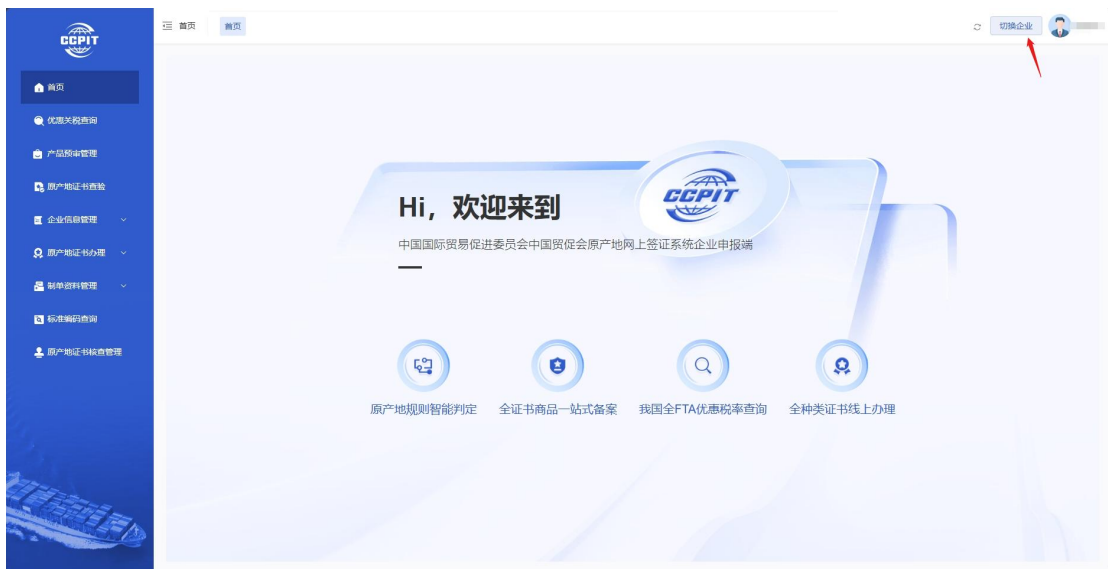 CCPIT
首页
优惠关税查询
产品预审管理
原产地证书查验
企业信息管理
原产地证书办理
制单资料管理
标准编码查询
原产地证书核查管理
首页
首页
切换企业
CCPIT
Hi，欢迎来到
中国国际贸易促进委员会中国贸促会原产地网上签证系统企业申报端
原产地规则智能判定
全证书商品一站式备案
我国全FTA优惠税率查询
全种类证书线上办理